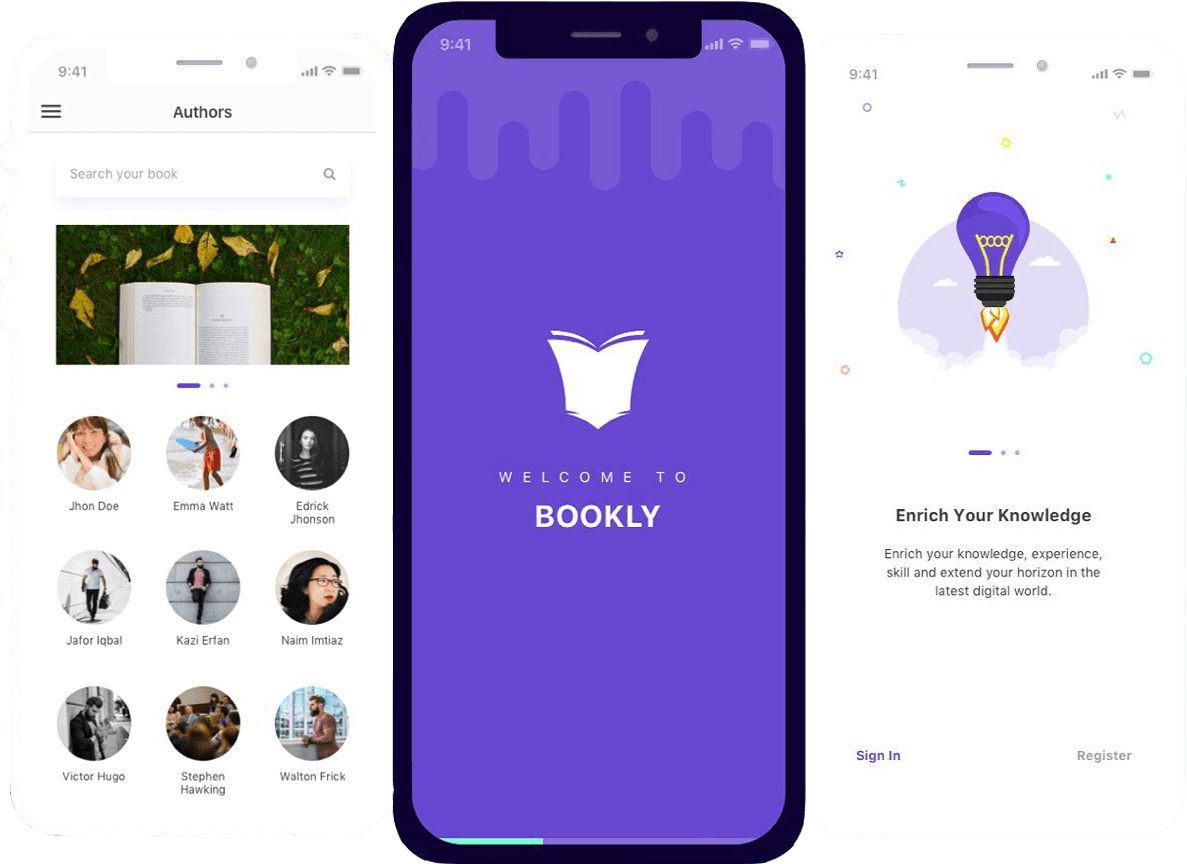 9:41
Authors
Search your book
Jhon Doe
Emma Watt
Edrick
Jhonson
Jafor Iqbal
Kazi Erfan
Naim Imtiaz
Victor Hugo
Stephen
Hawking
Walton Frick
9:41
WELCOME TO
BOOKLY
9:41
Enrich Your Knowledge
Enrich your knowledge, experience,
skill and extend your horizon in the
latest digital world.
Sign In
Register